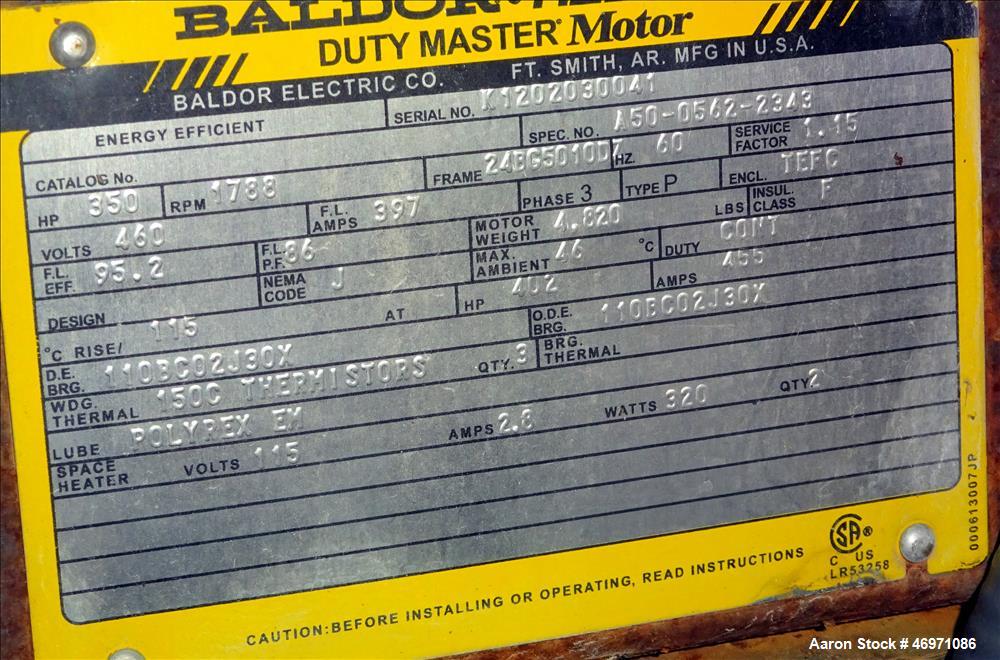 BALDOR
DUTY MASTER® Motor
BALDOR ELECTRIC CO. FT. SMITH, AR. MFG IN U.S.A.
ENERGY EFFICIENT SERIAL NO. K1202030041
CATALOG No. SPEC. NO. A50-0562-2343
HP 350 RPM 1788 FRAME 24BG5010D7 HZ. 60 SERVICE FACTOR 1.15
VOLTS 460 F.L. AMPS 397 PHASE 3 TYPE P ENCL. TEFC
F.L. EFF. 95.2 F.L. P.F. 86 MOTOR WEIGHT 4,820 LBS INSUL. CLASS F
DESIGN NEMA CODE J MAX. AMBIENT 46 °C DUTY CONT
°C RISE/ 115 AT HP 402 AMPS 455
D.E. BRG. 110BC02J30X O.D.E. BRG. 110BC02J30X
WDG. THERMAL 150C THERMISTORS QTY. 3 BRG. THERMAL
LUBE POLYREX EM
SPACE HEATER VOLTS 115 AMPS 2.8 WATTS 320 QTY 2
000613007JP
CSA®
C US
LR53258
CAUTION:BEFORE INSTALLING OR OPERATING, READ INSTRUCTIONS
Aaron Stock # 46971086